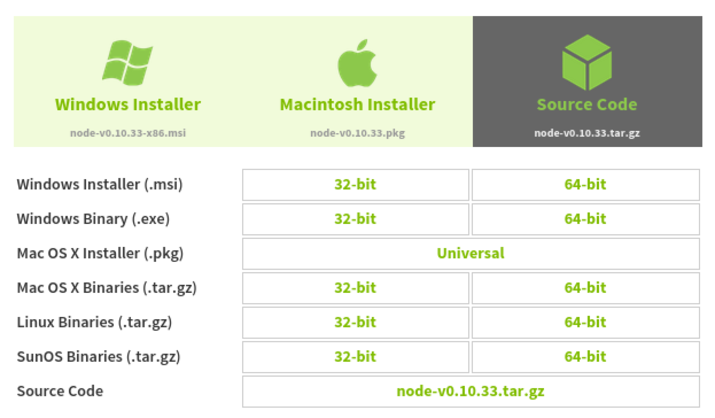 Windows Installer
Macintosh Installer
Source Code
node-v0.10.33-x86.msi
node-v0.10.33.pkg
node-v0.10.33.tar.gz
Windows Installer (.msi) 32-bit 64-bit
Windows Binary (.exe) 32-bit 64-bit
Mac OS X Installer (.pkg) Universal
Mac OS X Binaries (.tar.gz) 32-bit 64-bit
Linux Binaries (.tar.gz) 32-bit 64-bit
SunOS Binaries (.tar.gz) 32-bit 64-bit
Source Code node-v0.10.33.tar.gz